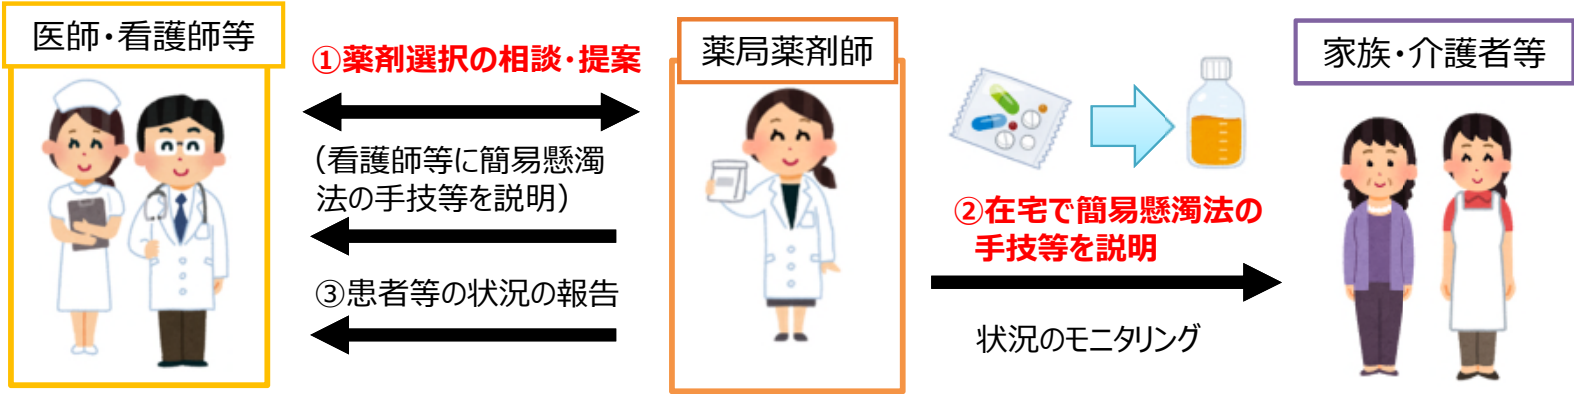 医師・看護師等
①薬剤選択の相談・提案
(看護師等に簡易懸濁
法の手技等を説明)
③患者等の状況の報告
薬局薬剤師
②在宅で簡易懸濁法の
手技等を説明
状況のモニタリング
家族・介護者等